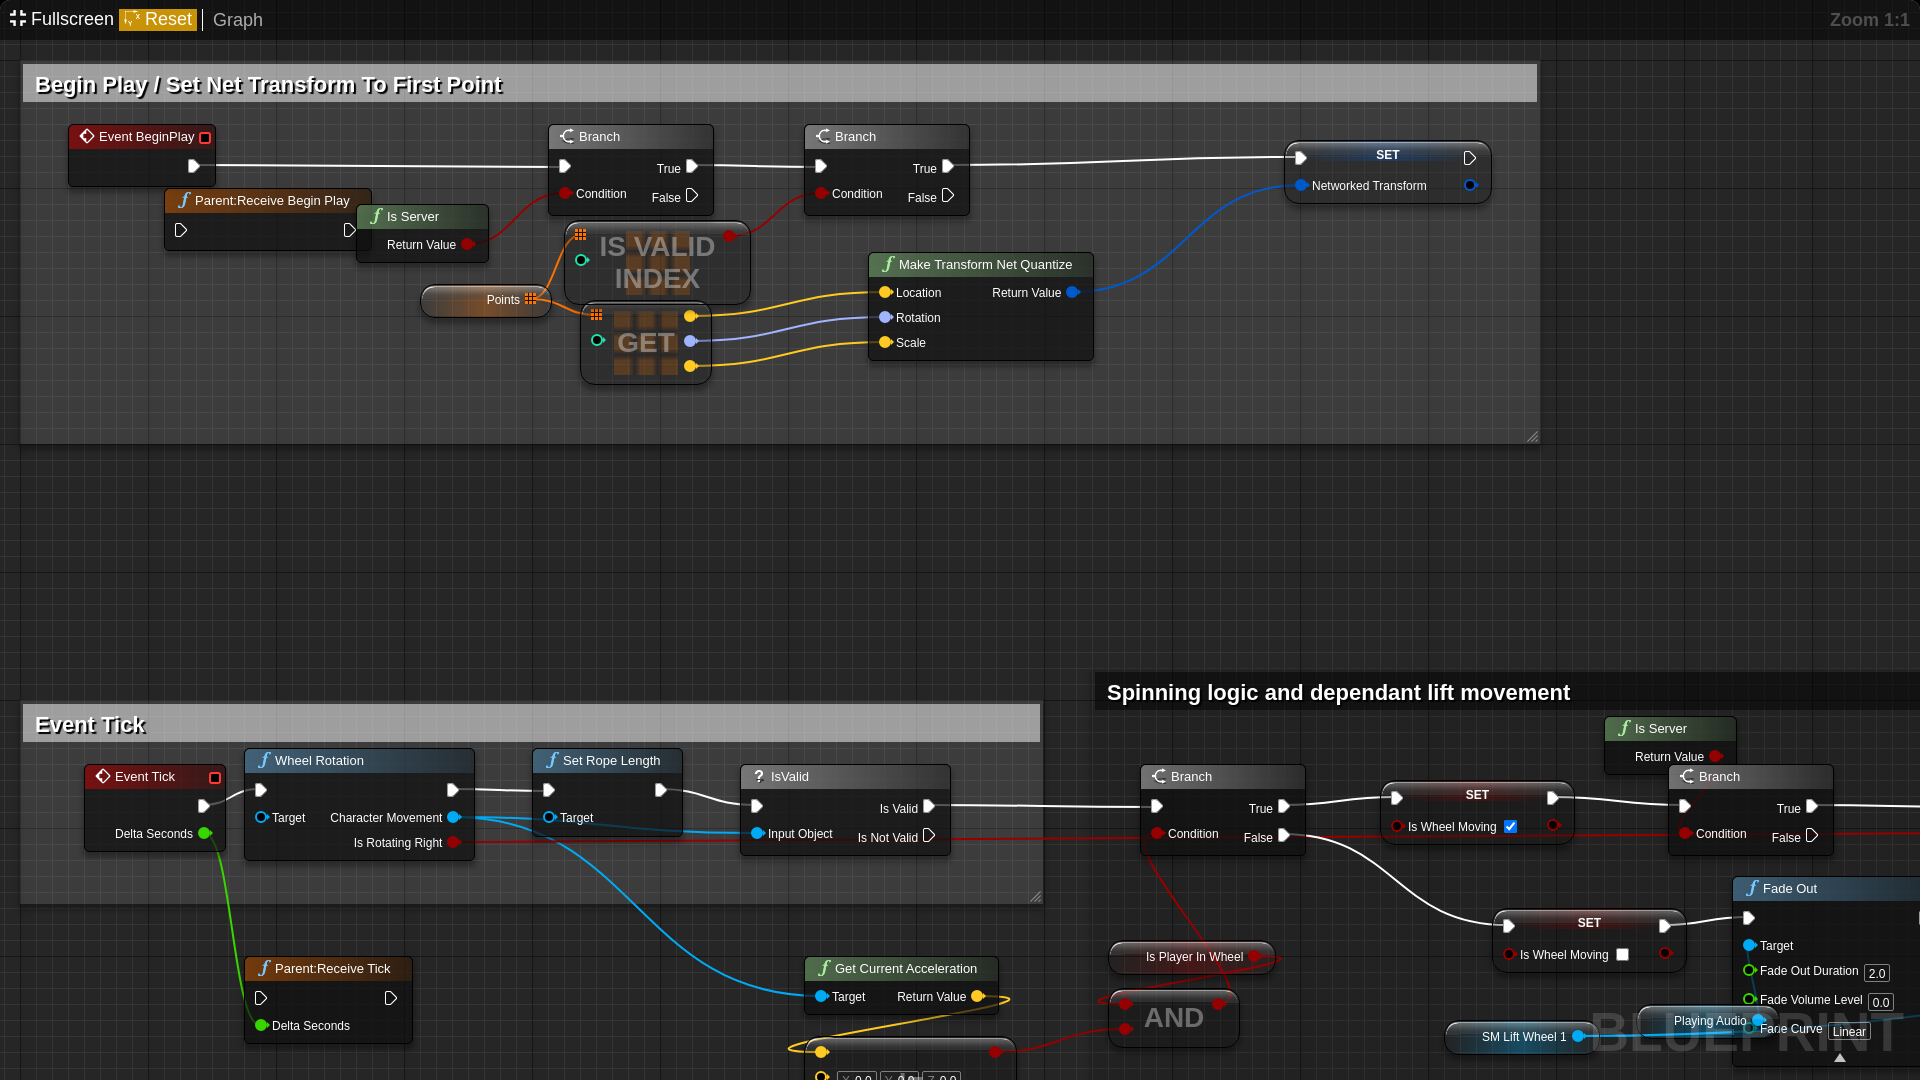 Fullscreen Reset Graph Zoom 1:1
Begin Play / Set Net Transform To First Point
Event BeginPlay
Branch
True
Condition
False
Branch
True
Condition
False
SET
Networked Transform
Parent:Receive Begin Play
Is Server
Return Value
IS VALID
INDEX
Points
GET
Make Transform Net Quantize
Location Return Value
Rotation
Scale
Event Tick
Event Tick
Delta Seconds
Wheel Rotation
Target Character Movement
Is Rotating Right
Set Rope Length
Target
? IsValid
Is Valid
Input Object
Is Not Valid
Parent:Receive Tick
Delta Seconds
Get Current Acceleration
Target Return Value
X 0.0 Y 0.0 Z 0.0
Spinning logic and dependant lift movement
Is Server
Return Value
Branch
True
Condition
False
SET
Is Wheel Moving
Branch
True
Condition
False
SET
Is Wheel Moving
Is Player In Wheel
AND
Fade Out
Target
Fade Out Duration 2.0
Fade Volume Level 0.0
Fade Curve Linear
Playing Audio
SM Lift Wheel 1
BLUEPRINT